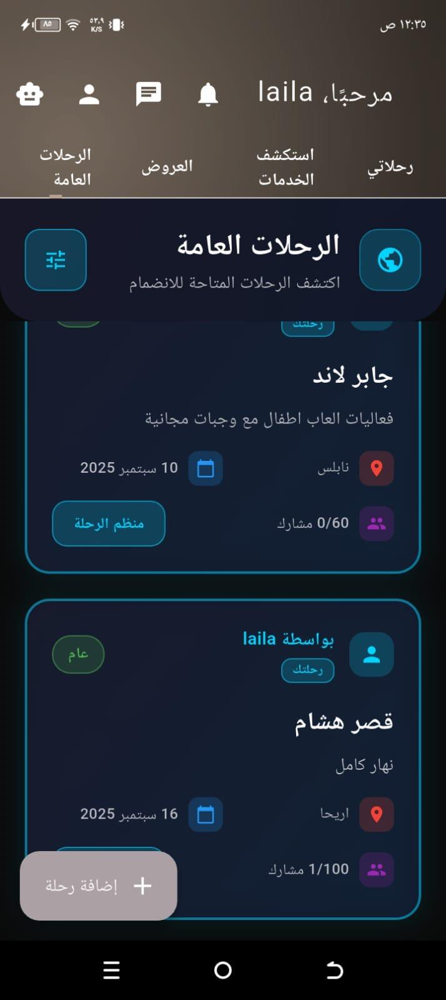 ١٢:٣٥ ص
٥٣,٩ K/S
٨٥
مرحبًا، laila
رحلاتي
استكشف الخدمات
العروض
الرحلات العامة
الرحلات العامة
اكتشف الرحلات المتاحة للانضمام
رحلتك
جابر لاند
فعاليات العاب اطفال مع وجبات مجانية
نابلس
10 سبتمبر 2025
0/60 مشارك
منظم الرحلة
بواسطة laila
رحلتك
عام
قصر هشام
نهار كامل
اريحا
16 سبتمبر 2025
1/100 مشارك
إضافة رحلة